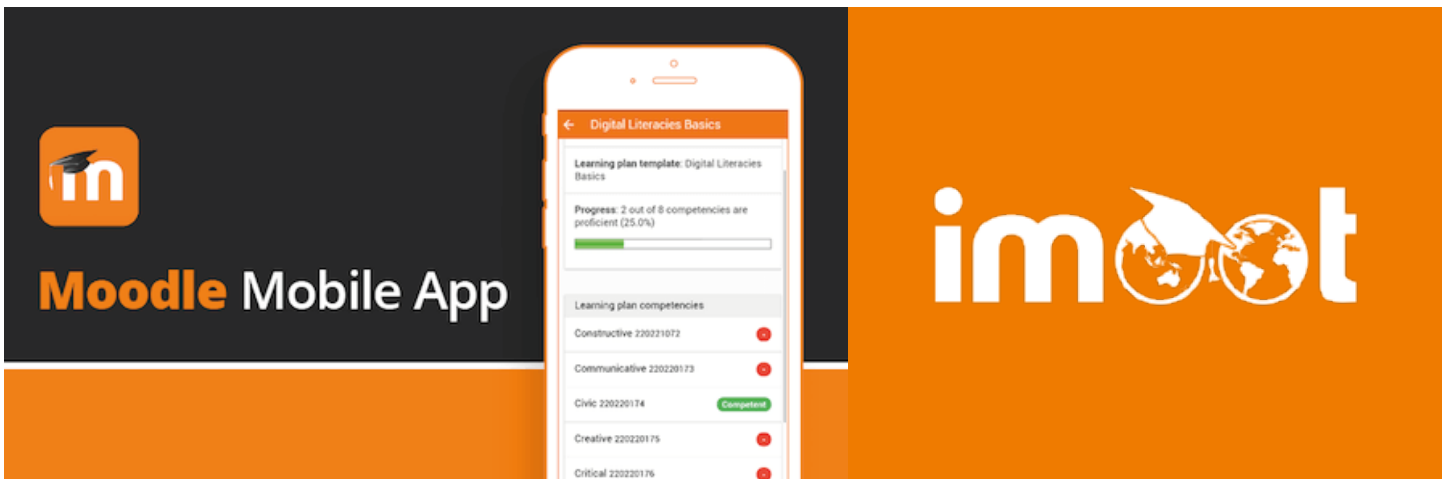 m
Moodle Mobile App
Digital Literacies Basics
Learning plan template: Digital Literacies
Basics
Progress: 2 out of 8 competencies are
proficient (25.0%)
Learning plan competencies
Constructive 220221072
Communicative 220220173
Civic 220220174 Competent
Creative 220220175
Critical 220220176
imoot